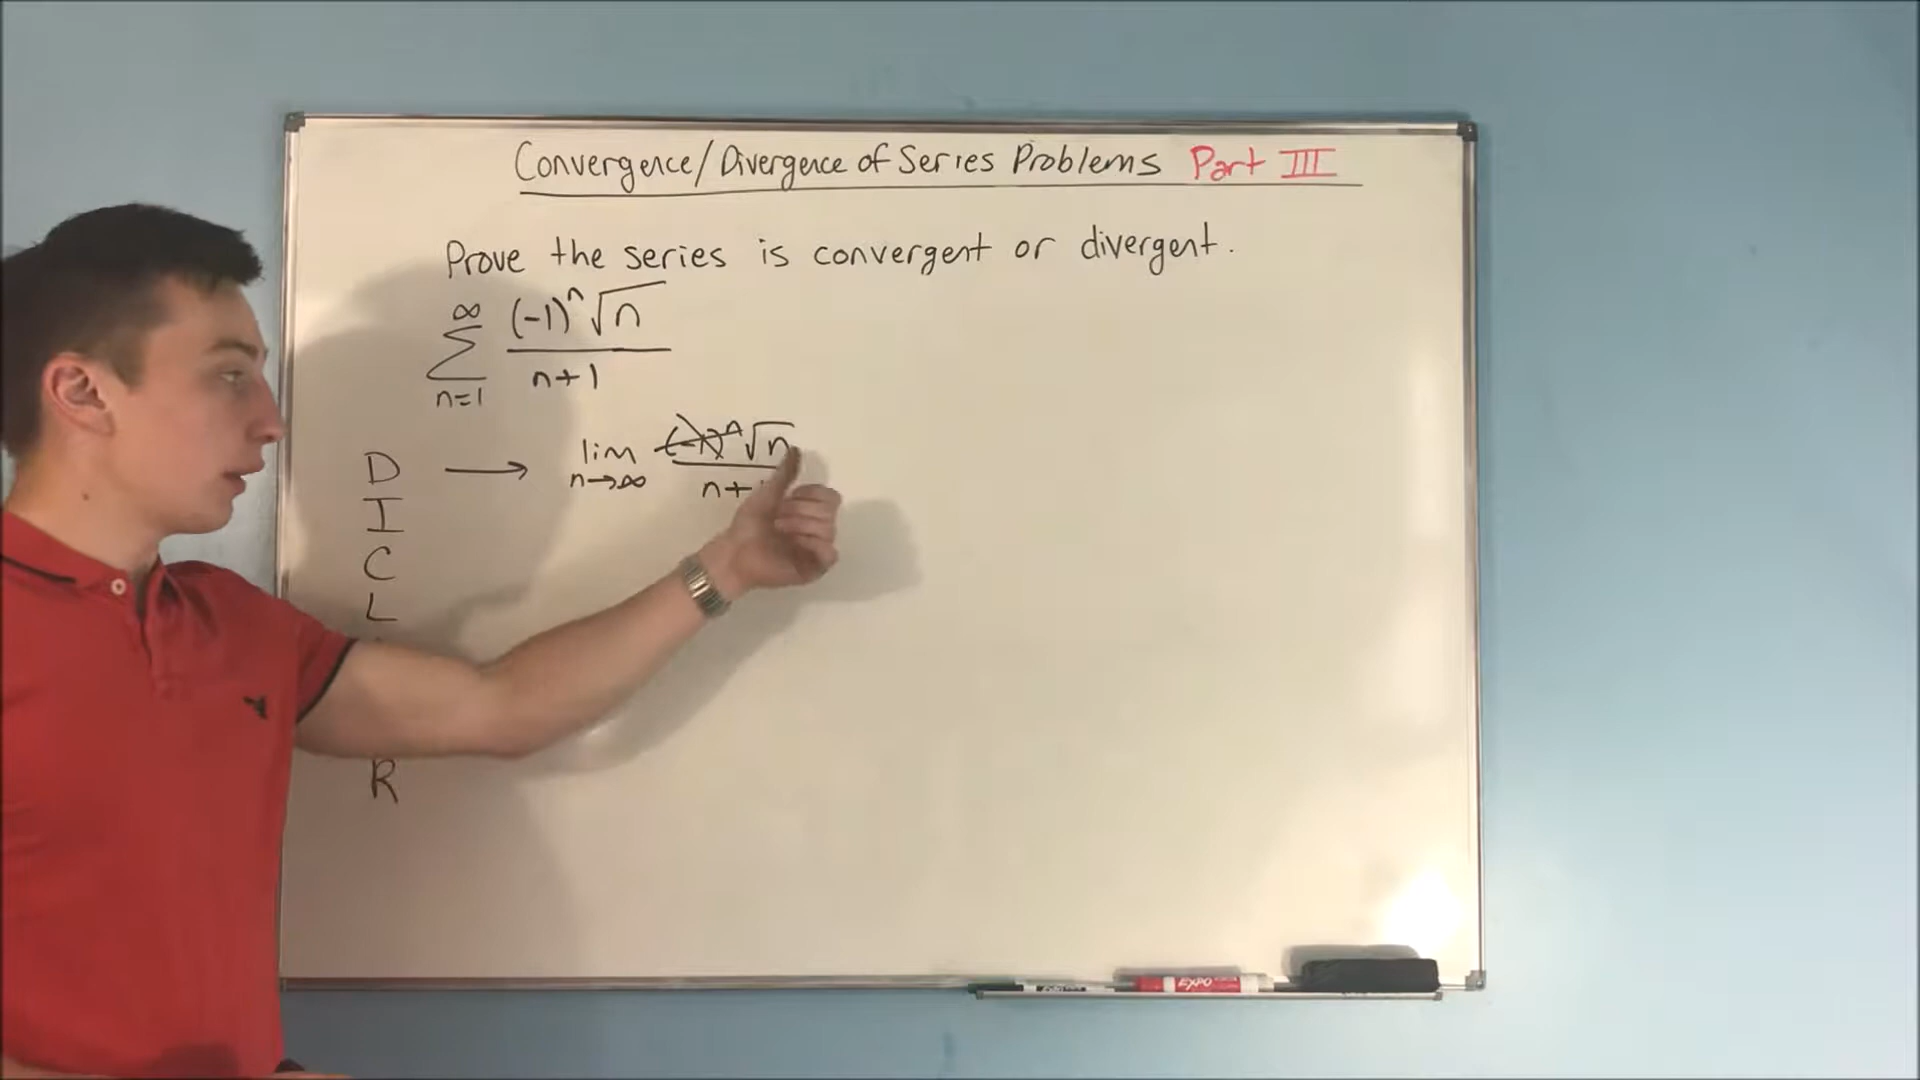 Convergence/Divergence of Series Problems Part III
Prove the series is convergent or divergent.
∞
Σ (-1)ⁿ√n
n=1 n+1
D → lim (-1)ⁿ√n
n→∞ n+
I
C
L
R
EXPO
EXPO